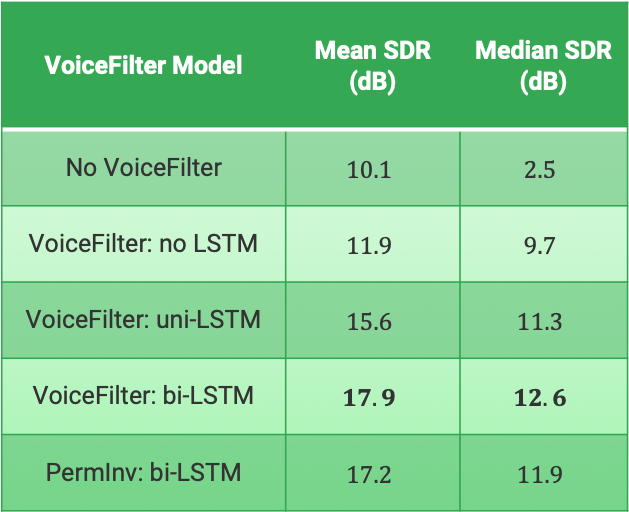 VoiceFilter Model Mean SDR (dB) Median SDR (dB)
No VoiceFilter 10.1 2.5
VoiceFilter: no LSTM 11.9 9.7
VoiceFilter: uni-LSTM 15.6 11.3
VoiceFilter: bi-LSTM 17.9 12.6
PermInv: bi-LSTM 17.2 11.9